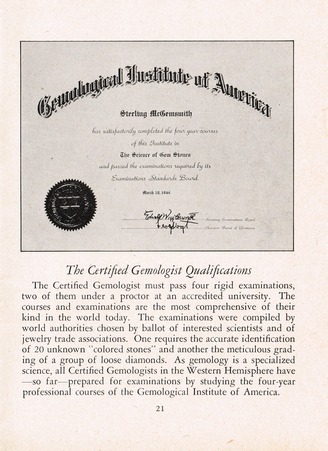 Gemological Institute of America
Sterling McGemsmith
has satisfactorily completed the four year courses
of this Institute in
The Science of Gem Stones
and passed the examinations required by its
Examinations Standards Board.
The Certified Gemologist Qualifications
The Certified Gemologist must pass four rigid examinations,
two of them under a proctor at an accredited university. The
courses and examinations are the most comprehensive of their
kind in the world today. The examinations were compiled by
world authorities chosen by ballot of interested scientists and of
jewelry trade associations. One requires the accurate identification
of 20 unknown "colored stones" and another the meticulous grad-
ing of a group of loose diamonds. As gemology is a specialized
science, all Certified Gemologists in the Western Hemisphere have
—so far—prepared for examinations by studying the four-year
professional courses of the Gemological Institute of America.
21